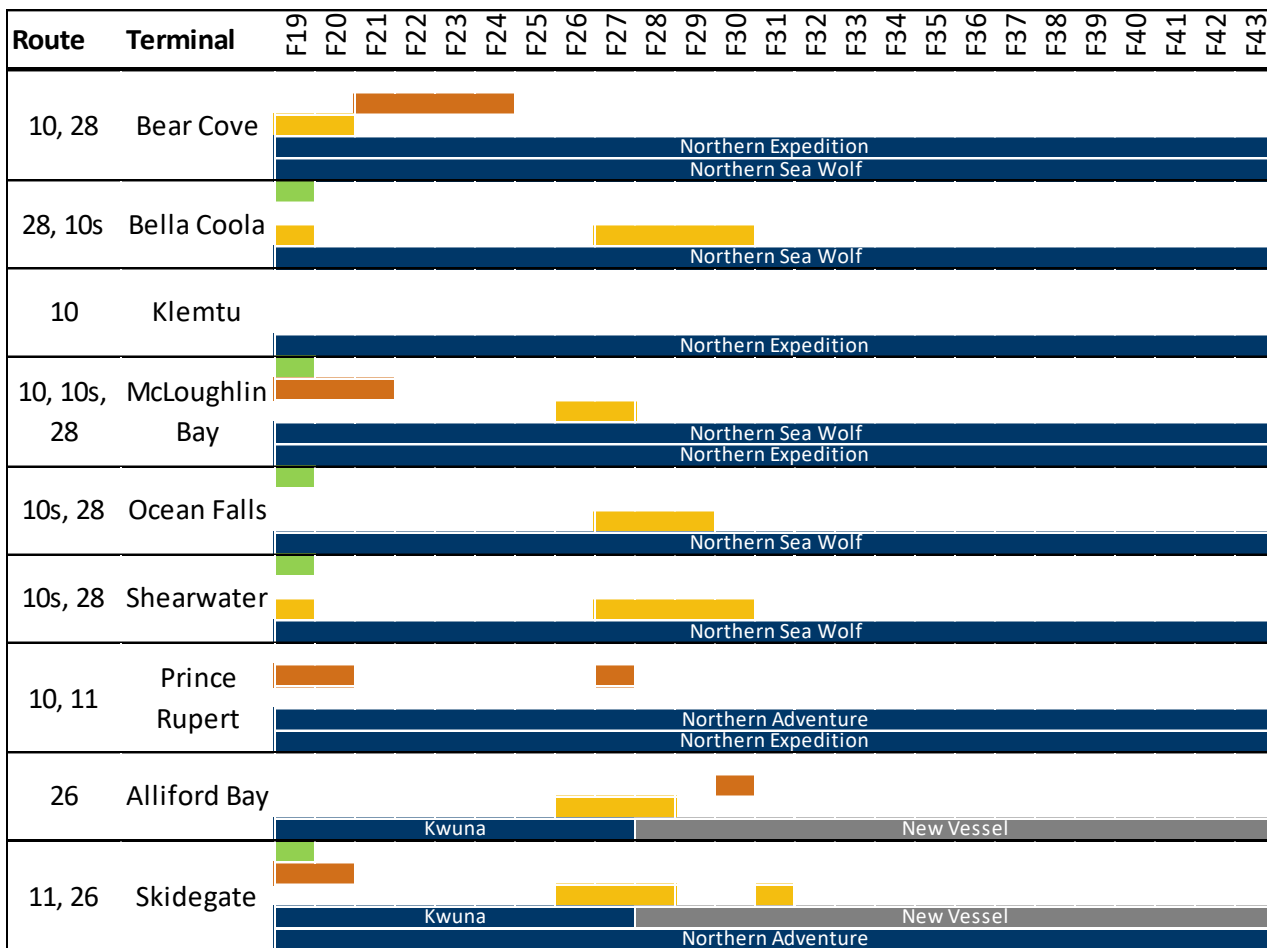 Route Terminal F19 F20 F21 F22 F23 F24 F25 F26 F27 F28 F29 F30 F31 F32 F33 F34 F35 F36 F37 F38 F39 F40 F41 F42 F43
10, 28 Bear Cove
Northern Expedition
Northern Sea Wolf
28, 10s Bella Coola
Northern Sea Wolf
10 Klemtu
Northern Expedition
10, 10s, McLoughlin
28 Bay
Northern Sea Wolf
Northern Expedition
10s, 28 Ocean Falls
Northern Sea Wolf
10s, 28 Shearwater
Northern Sea Wolf
10, 11 Prince
Rupert
Northern Adventure
Northern Expedition
26 Alliford Bay
Kwuna New Vessel
11, 26 Skidegate
Kwuna New Vessel
Northern Adventure